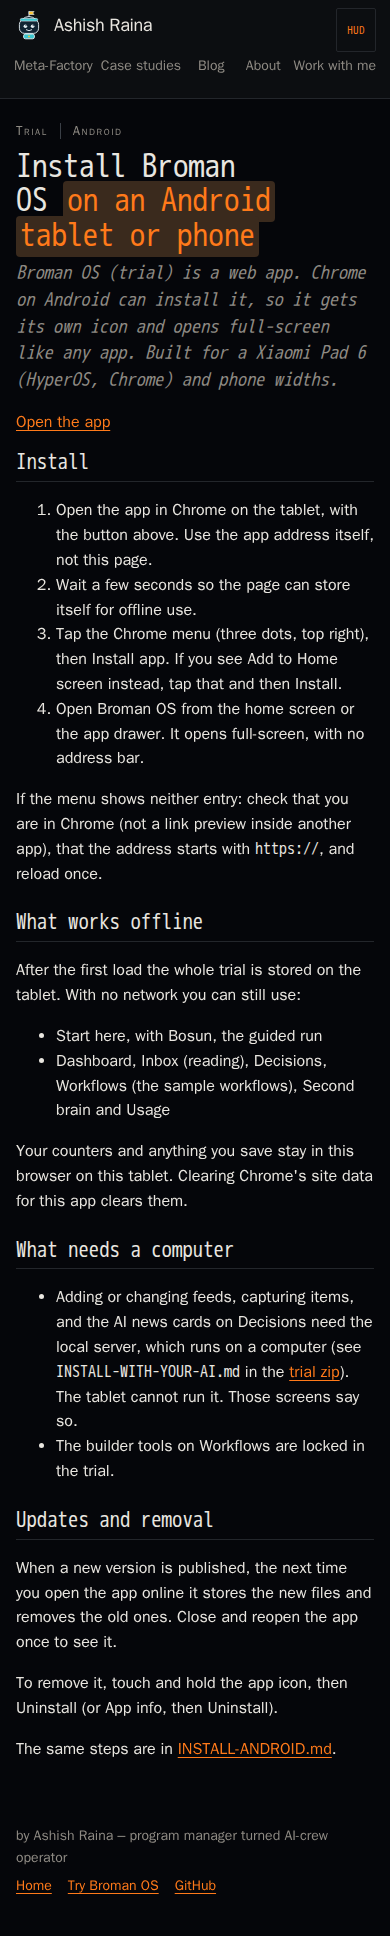 Ashish Raina
HUD
Meta-Factory Case studies Blog About Work with me
Trial | Android
Install Broman
OS on an Android
tablet or phone
Broman OS (trial) is a web app. Chrome
on Android can install it, so it gets
its own icon and opens full-screen
like any app. Built for a Xiaomi Pad 6
(HyperOS, Chrome) and phone widths.
Open the app
Install
1. Open the app in Chrome on the tablet, with
the button above. Use the app address itself,
not this page.
2. Wait a few seconds so the page can store
itself for offline use.
3. Tap the Chrome menu (three dots, top right),
then Install app. If you see Add to Home
screen instead, tap that and then Install.
4. Open Broman OS from the home screen or
the app drawer. It opens full-screen, with no
address bar.
If the menu shows neither entry: check that you
are in Chrome (not a link preview inside another
app), that the address starts with https://, and
reload once.
What works offline
After the first load the whole trial is stored on the
tablet. With no network you can still use:
• Start here, with Bosun, the guided run
• Dashboard, Inbox (reading), Decisions,
Workflows (the sample workflows), Second
brain and Usage
Your counters and anything you save stay in this
browser on this tablet. Clearing Chrome's site data
for this app clears them.
What needs a computer
• Adding or changing feeds, capturing items,
and the AI news cards on Decisions need the
local server, which runs on a computer (see
INSTALL-WITH-YOUR-AI.md in the trial zip).
The tablet cannot run it. Those screens say
so.
• The builder tools on Workflows are locked in
the trial.
Updates and removal
When a new version is published, the next time
you open the app online it stores the new files and
removes the old ones. Close and reopen the app
once to see it.
To remove it, touch and hold the app icon, then
Uninstall (or App info, then Uninstall).
The same steps are in INSTALL-ANDROID.md.
by Ashish Raina – program manager turned AI-crew
operator
Home Try Broman OS GitHub